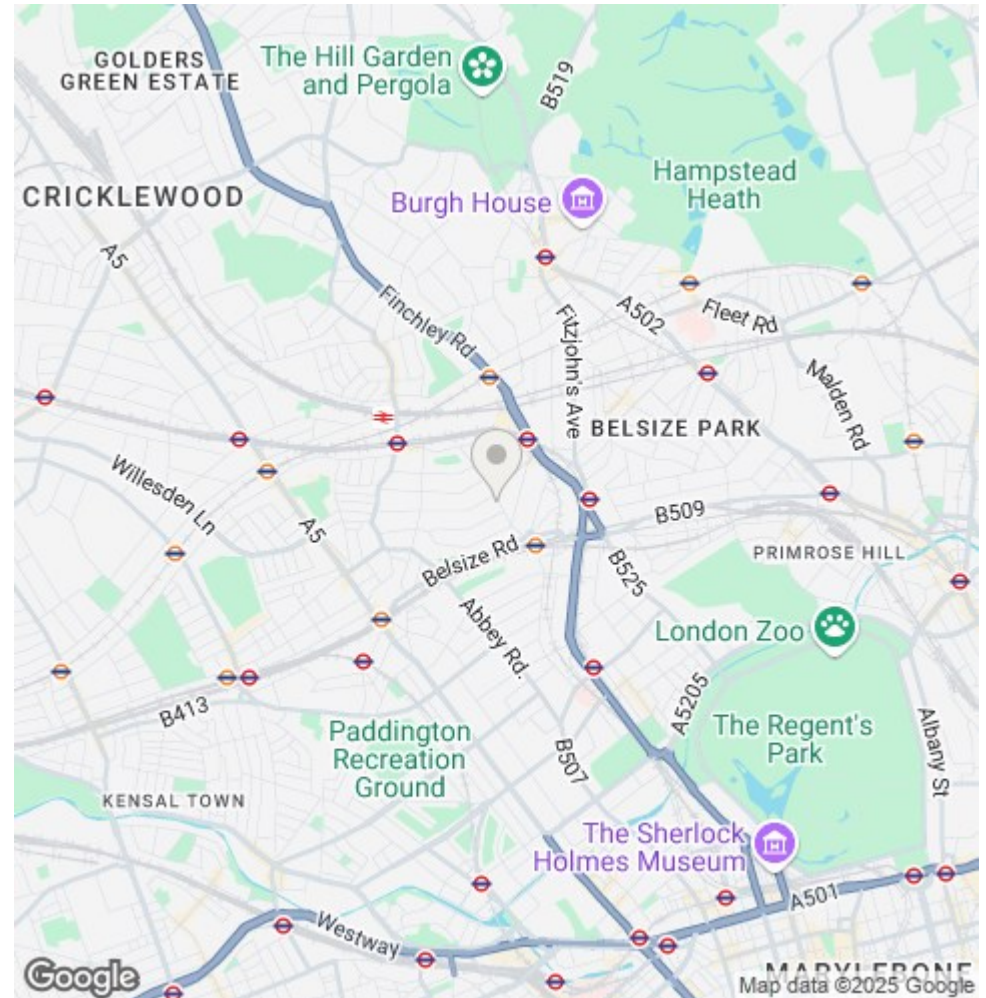 GOLDERS
GREEN ESTATE
The Hill Garden
and Pergola
B519
Hampstead
Heath
CRICKLEWOOD
Burgh House
A5
Finchley Rd
Fitzjohn's Ave
A502
Fleet Rd
Malden Rd
BELSIZE PARK
Willesden Ln
A5
B509
Belsize Rd
B525
PRIMROSE HILL
Abbey Rd.
London Zoo
A5205
B413
Paddington
Recreation
Ground
B507
The Regent's
Park
Albany St
KENSAL TOWN
The Sherlock
Holmes Museum
A501
Westway
MARYLEBONE
Google
Map data ©2025 Google